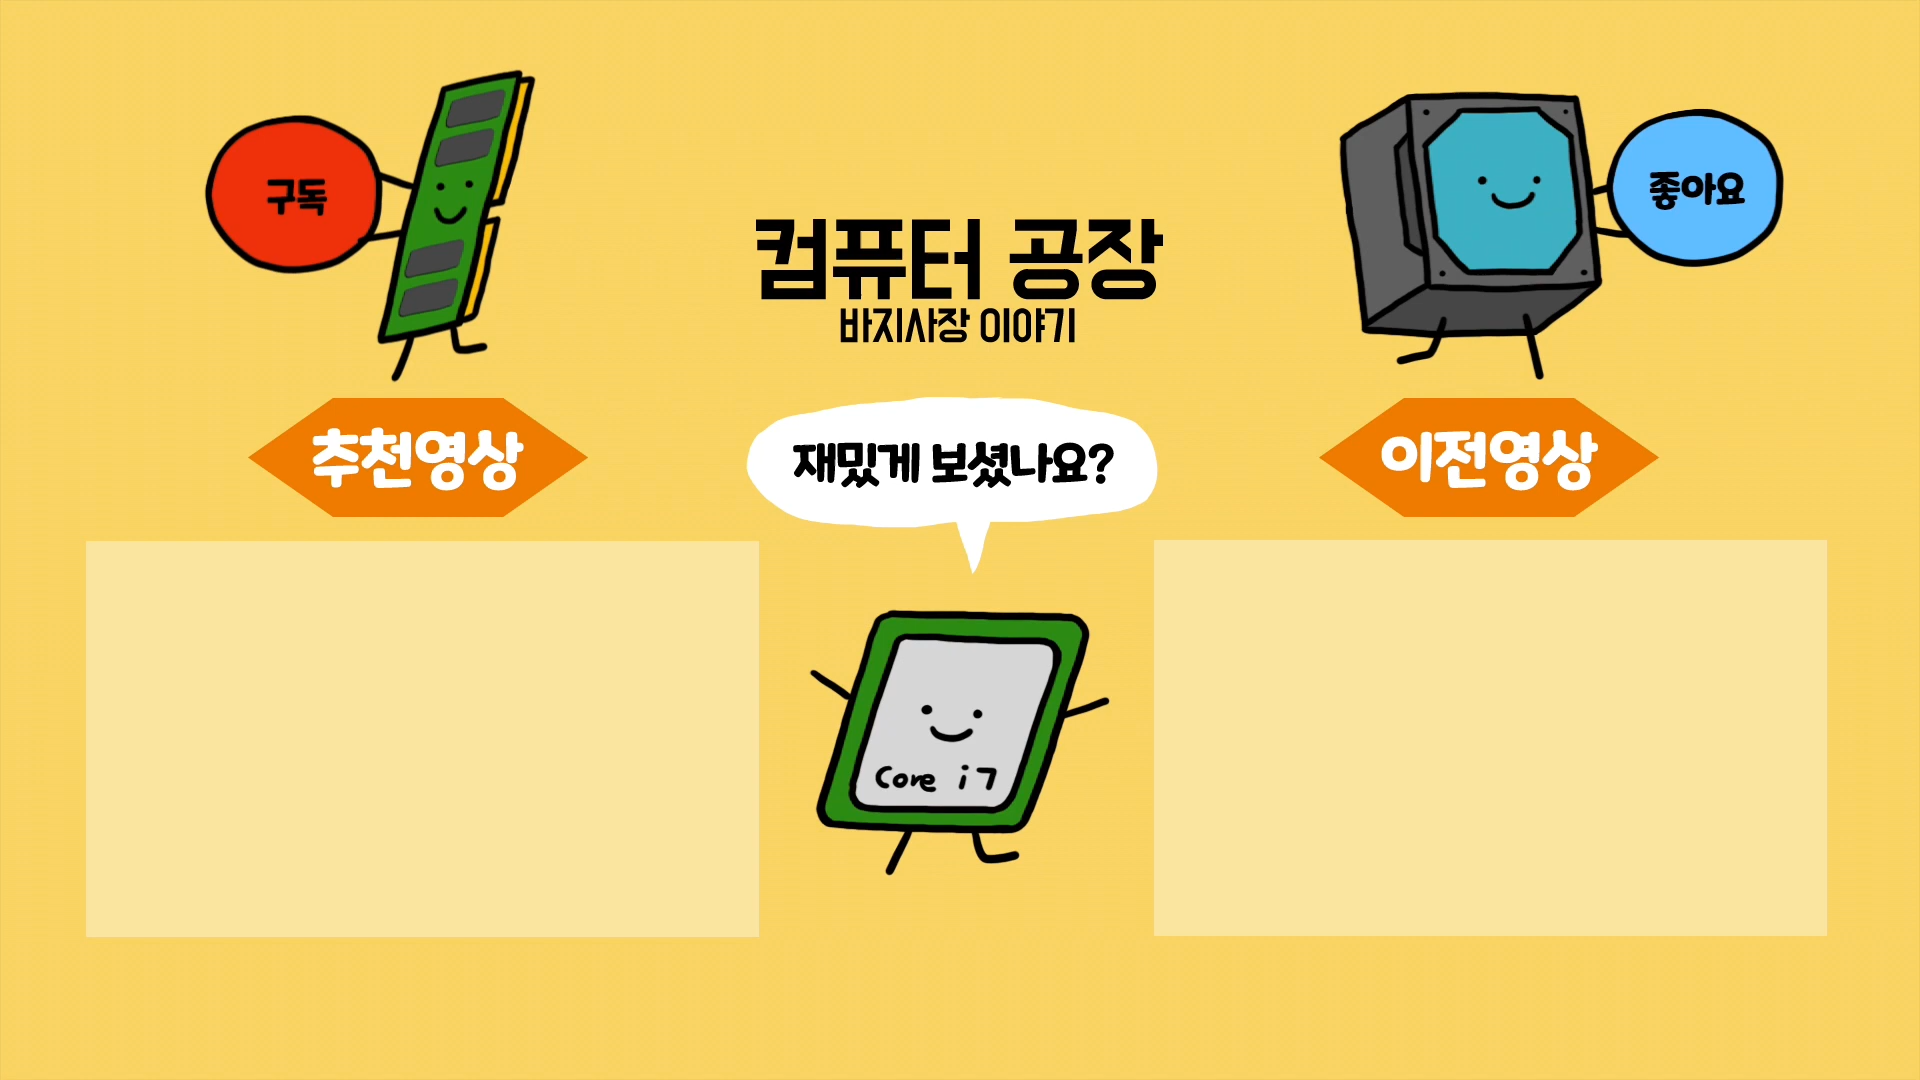 구독
좋아요
컴퓨터 공장
바지사장 이야기
추천영상
재밌게 보셨나요?
이전영상
Core i7